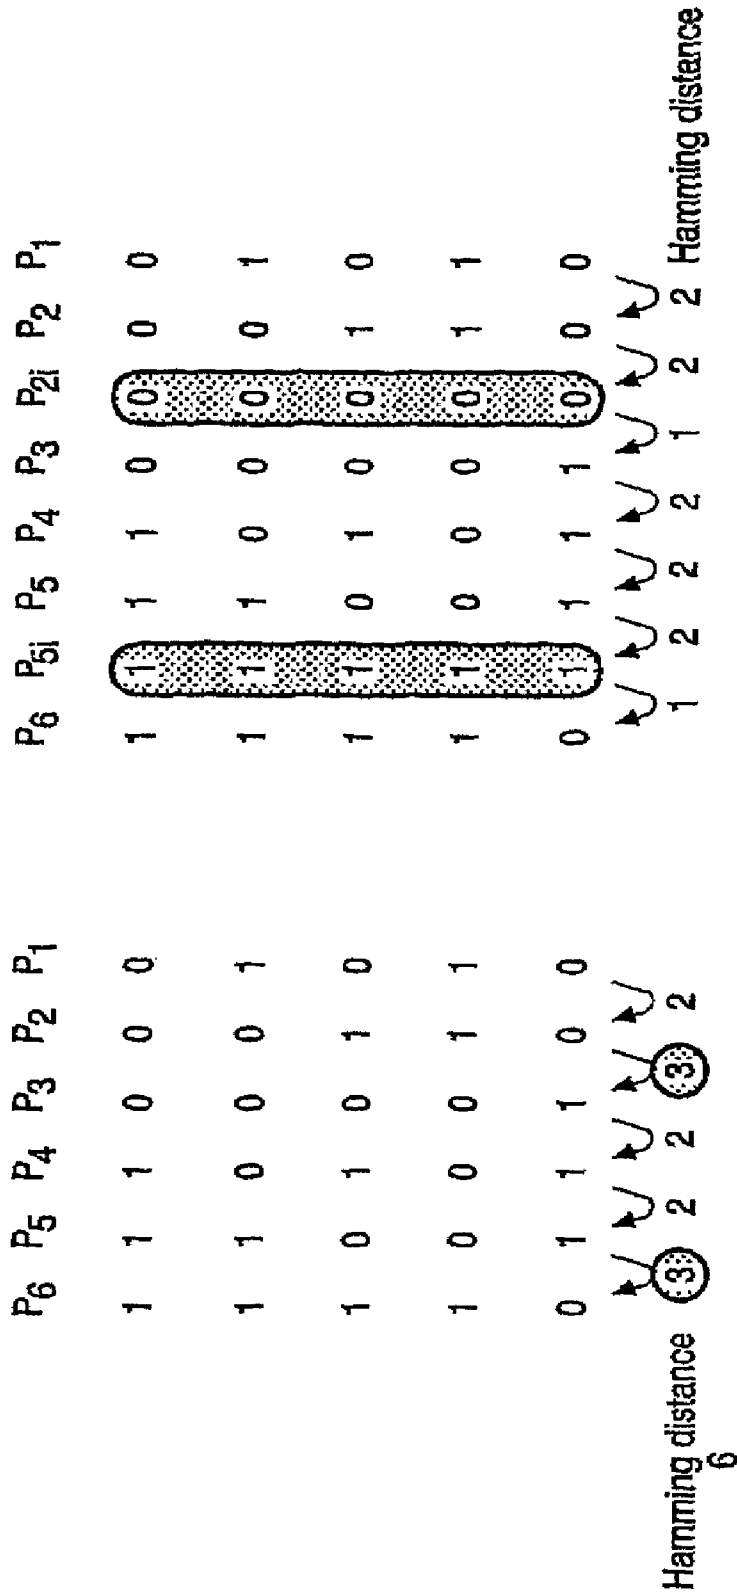 P6 P5 P4 P3 P2 P1
1 1 1 0 0 0
1 1 0 0 0 1
1 0 1 0 1 0
1 0 0 0 1 1
0 1 1 1 0 0
Hamming distance 3 2 2 3 2
6
P6 P5i P5 P4 P3 P2i P2 P1
1 1 1 1 0 0 0 0
1 1 1 0 0 0 0 1
1 1 0 1 0 0 1 0
1 1 0 0 0 0 1 1
0 1 1 1 1 0 0 0
1 2 2 2 1 2 2 Hamming distance